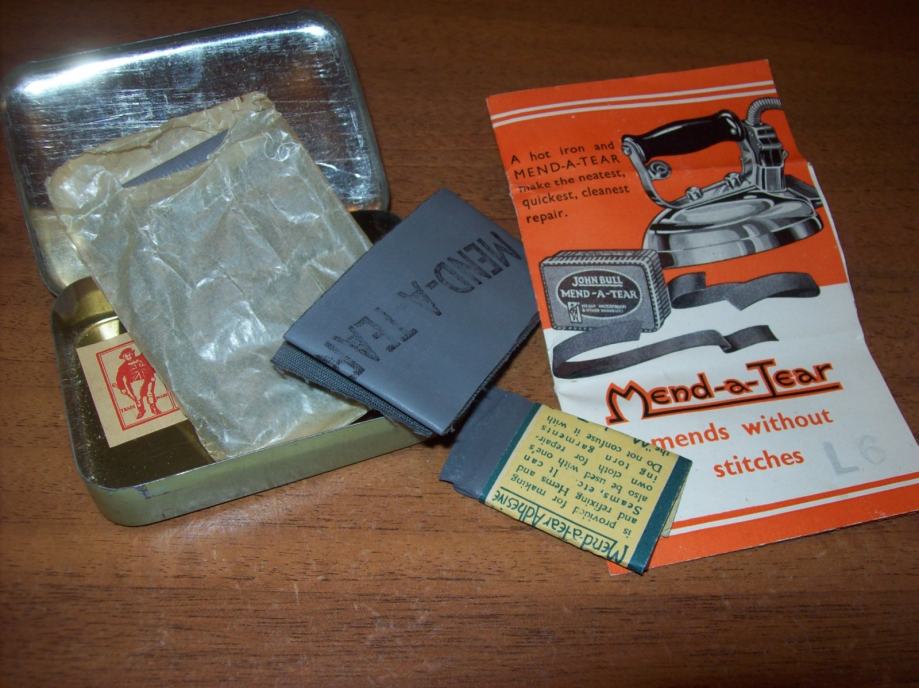 A hot iron and
MEND-A-TEAR
make the neatest,
quickest, cleanest
repair.
JOHN BULL
MEND-A-TEAR
Mend-a-Tear
mends without
stitches
L6
MEND-A-TEAR
Mend-a-tear Adhesive
is provided for making
and refixing Hems and
Seams, etc. It can
also be used with one's
own cloth for repair-
ing torn garments
Do not confuse it with
TRADE MARK